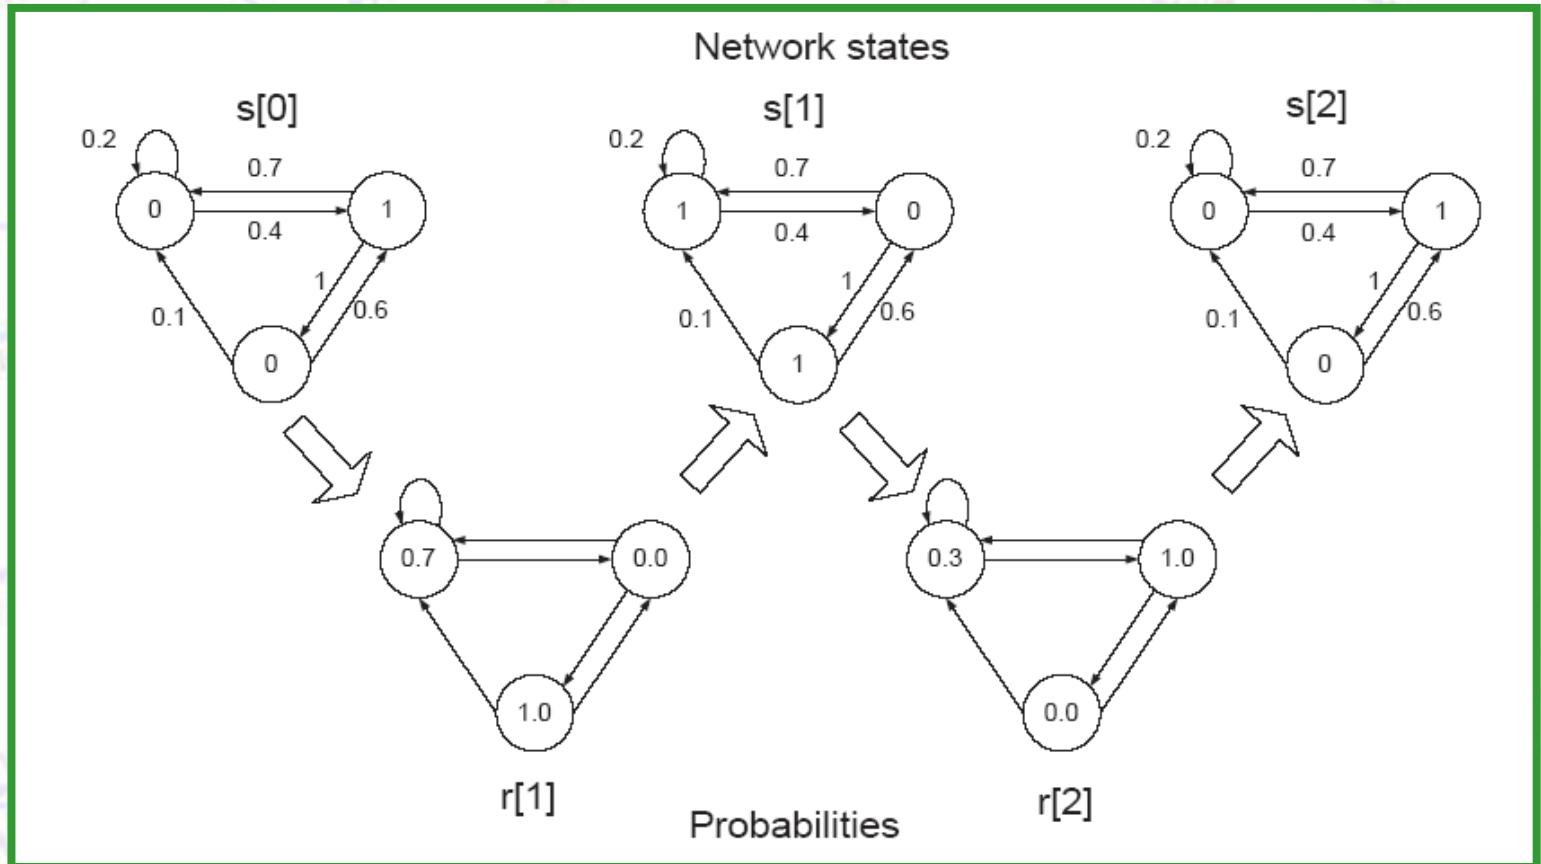 Network states
s[0] s[1] s[2]
0.2 0.7 0.2 0.7 0.2 0.7
0 1 1 0 0 1
0.4 0.4 0.4
1 1 1
0.1 0.6 0.1 0.6 0.1 0.6
0 1 0
0.7 0.0 0.3 1.0
1.0 0.0
r[1] r[2]
Probabilities